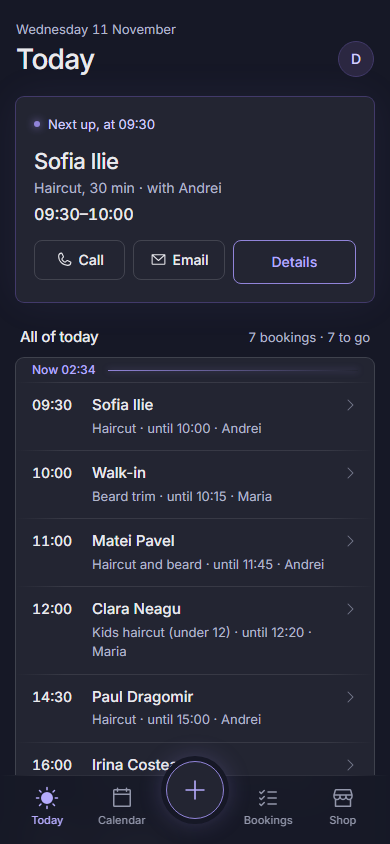 Wednesday 11 November
Today
D
Next up, at 09:30
Sofia Ilie
Haircut, 30 min · with Andrei
09:30–10:00
Call
Email
Details
All of today
7 bookings · 7 to go
Now 02:34
09:30 Sofia Ilie
Haircut · until 10:00 · Andrei
10:00 Walk-in
Beard trim · until 10:15 · Maria
11:00 Matei Pavel
Haircut and beard · until 11:45 · Andrei
12:00 Clara Neagu
Kids haircut (under 12) · until 12:20 ·
Maria
14:30 Paul Dragomir
Haircut · until 15:00 · Andrei
16:00 Irina
Today
Calendar
Bookings
Shop